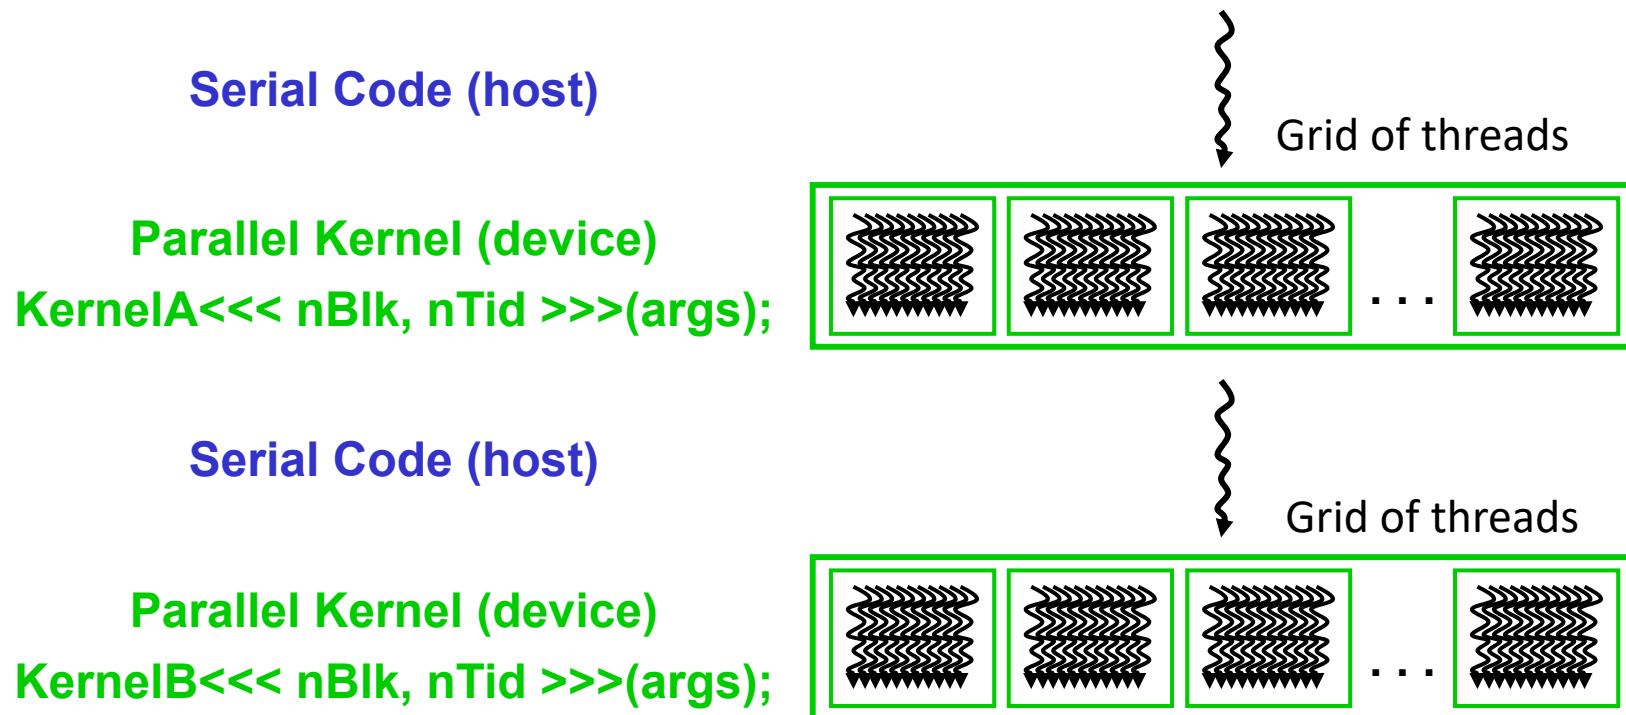 Serial Code (host)
Grid of threads
Parallel Kernel (device)
KernelA<<< nBlk, nTid >>>(args);
. . .
Serial Code (host)
Grid of threads
Parallel Kernel (device)
KernelB<<< nBlk, nTid >>>(args);
. . .